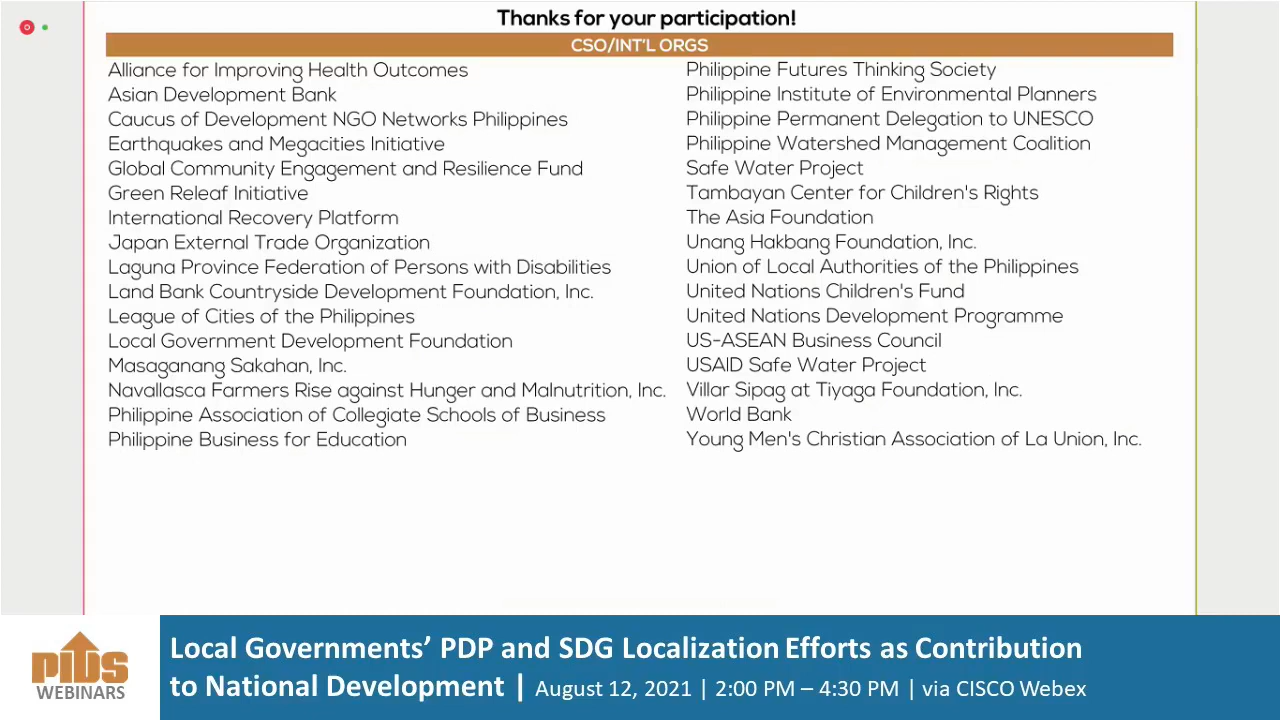 Thanks for your participation!
CSO/INT'L ORGS
Alliance for Improving Health Outcomes
Asian Development Bank
Caucus of Development NGO Networks Philippines
Earthquakes and Megacities Initiative
Global Community Engagement and Resilience Fund
Green Releaf Initiative
International Recovery Platform
Japan External Trade Organization
Laguna Province Federation of Persons with Disabilities
Land Bank Countryside Development Foundation, Inc.
League of Cities of the Philippines
Local Government Development Foundation
Masaganang Sakahan, Inc.
Navallasca Farmers Rise against Hunger and Malnutrition, Inc.
Philippine Association of Collegiate Schools of Business
Philippine Business for Education
Philippine Futures Thinking Society
Philippine Institute of Environmental Planners
Philippine Permanent Delegation to UNESCO
Philippine Watershed Management Coalition
Safe Water Project
Tambayan Center for Children's Rights
The Asia Foundation
Unang Hakbang Foundation, Inc.
Union of Local Authorities of the Philippines
United Nations Children's Fund
United Nations Development Programme
US-ASEAN Business Council
USAID Safe Water Project
Villar Sipag at Tiyaga Foundation, Inc.
World Bank
Young Men's Christian Association of La Union, Inc.
PIDS
WEBINARS
Local Governments’ PDP and SDG Localization Efforts as Contribution
to National Development | August 12, 2021 | 2:00 PM – 4:30 PM | via CISCO Webex